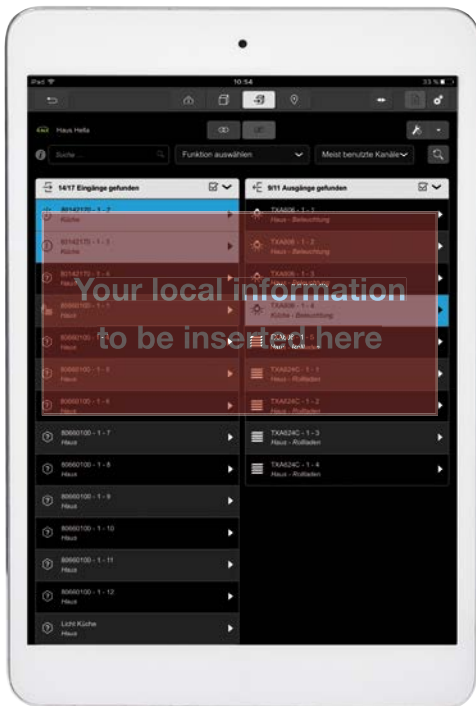 iPad
10:54
33 %
Haus Hella
Suche ...
Funktion auswählen
Meist benutzte Kanäle
14/17 Eingänge gefunden
9/11 Ausgänge gefunden
80142170 - 1 - 2
Küche
TXA606 - 1 - 1
Haus - Beleuchtung
80142170 - 1 - 3
Küche
TXA606 - 1 - 2
Haus - Beleuchtung
80142170 - 1 - 4
TXA606 - 1 - 3
Haus - Beleuchtung
Your local information
80660100 - 1 - 1
Haus
TXA606 - 1 - 4
Küche - Beleuchtung
to be inserted here
80660100 - 1
Haus
- 5
80660100 - 1 - 5
Haus
TXA624C - 1 - 1
Haus - Rollladen
80660100 - 1 - 6
Haus
TXA624C - 1 - 2
Haus - Rollladen
80660100 - 1 - 7
Haus
TXA624C - 1 - 3
Haus - Rollladen
80660100 - 1 - 8
Haus
TXA624C - 1 - 4
Haus - Rollladen
80660100 - 1 - 9
Haus
80660100 - 1 - 10
Haus
80660100 - 1 - 11
Haus
80660100 - 1 - 12
Haus
Licht Küche
Haus